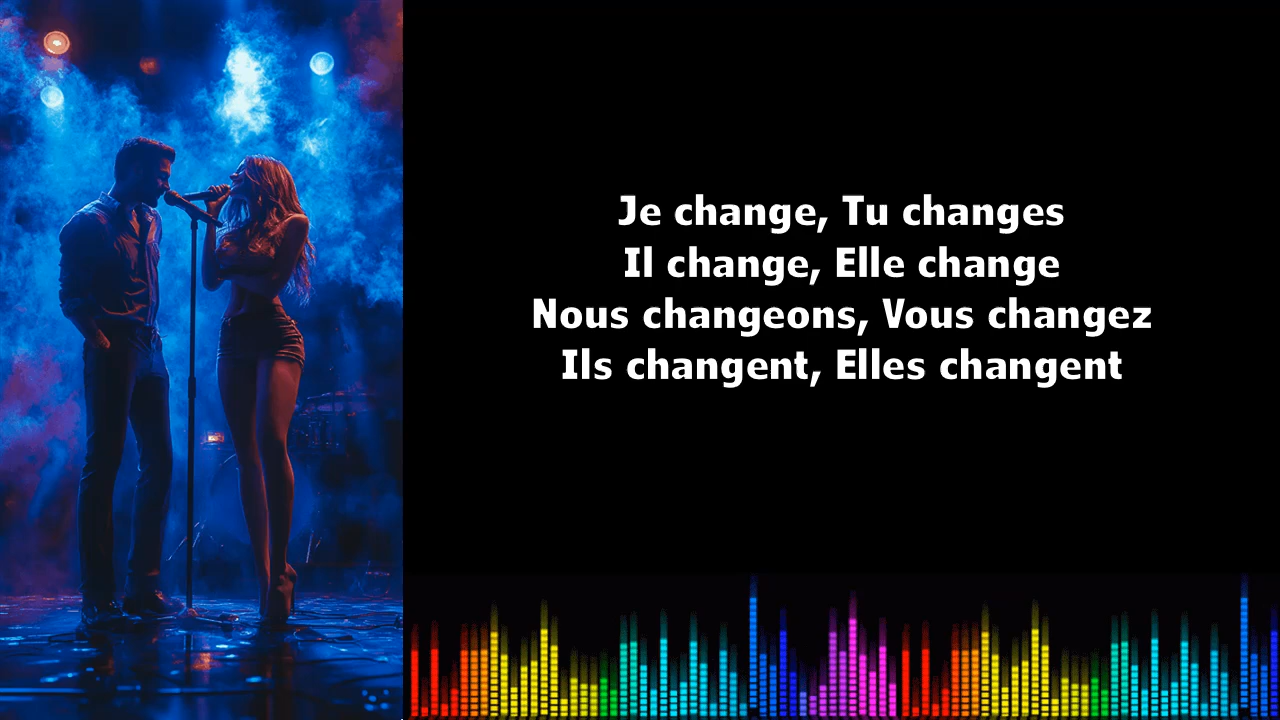 Je change, Tu changes
Il change, Elle change
Nous changeons, Vous changez
Ils changent, Elles changent